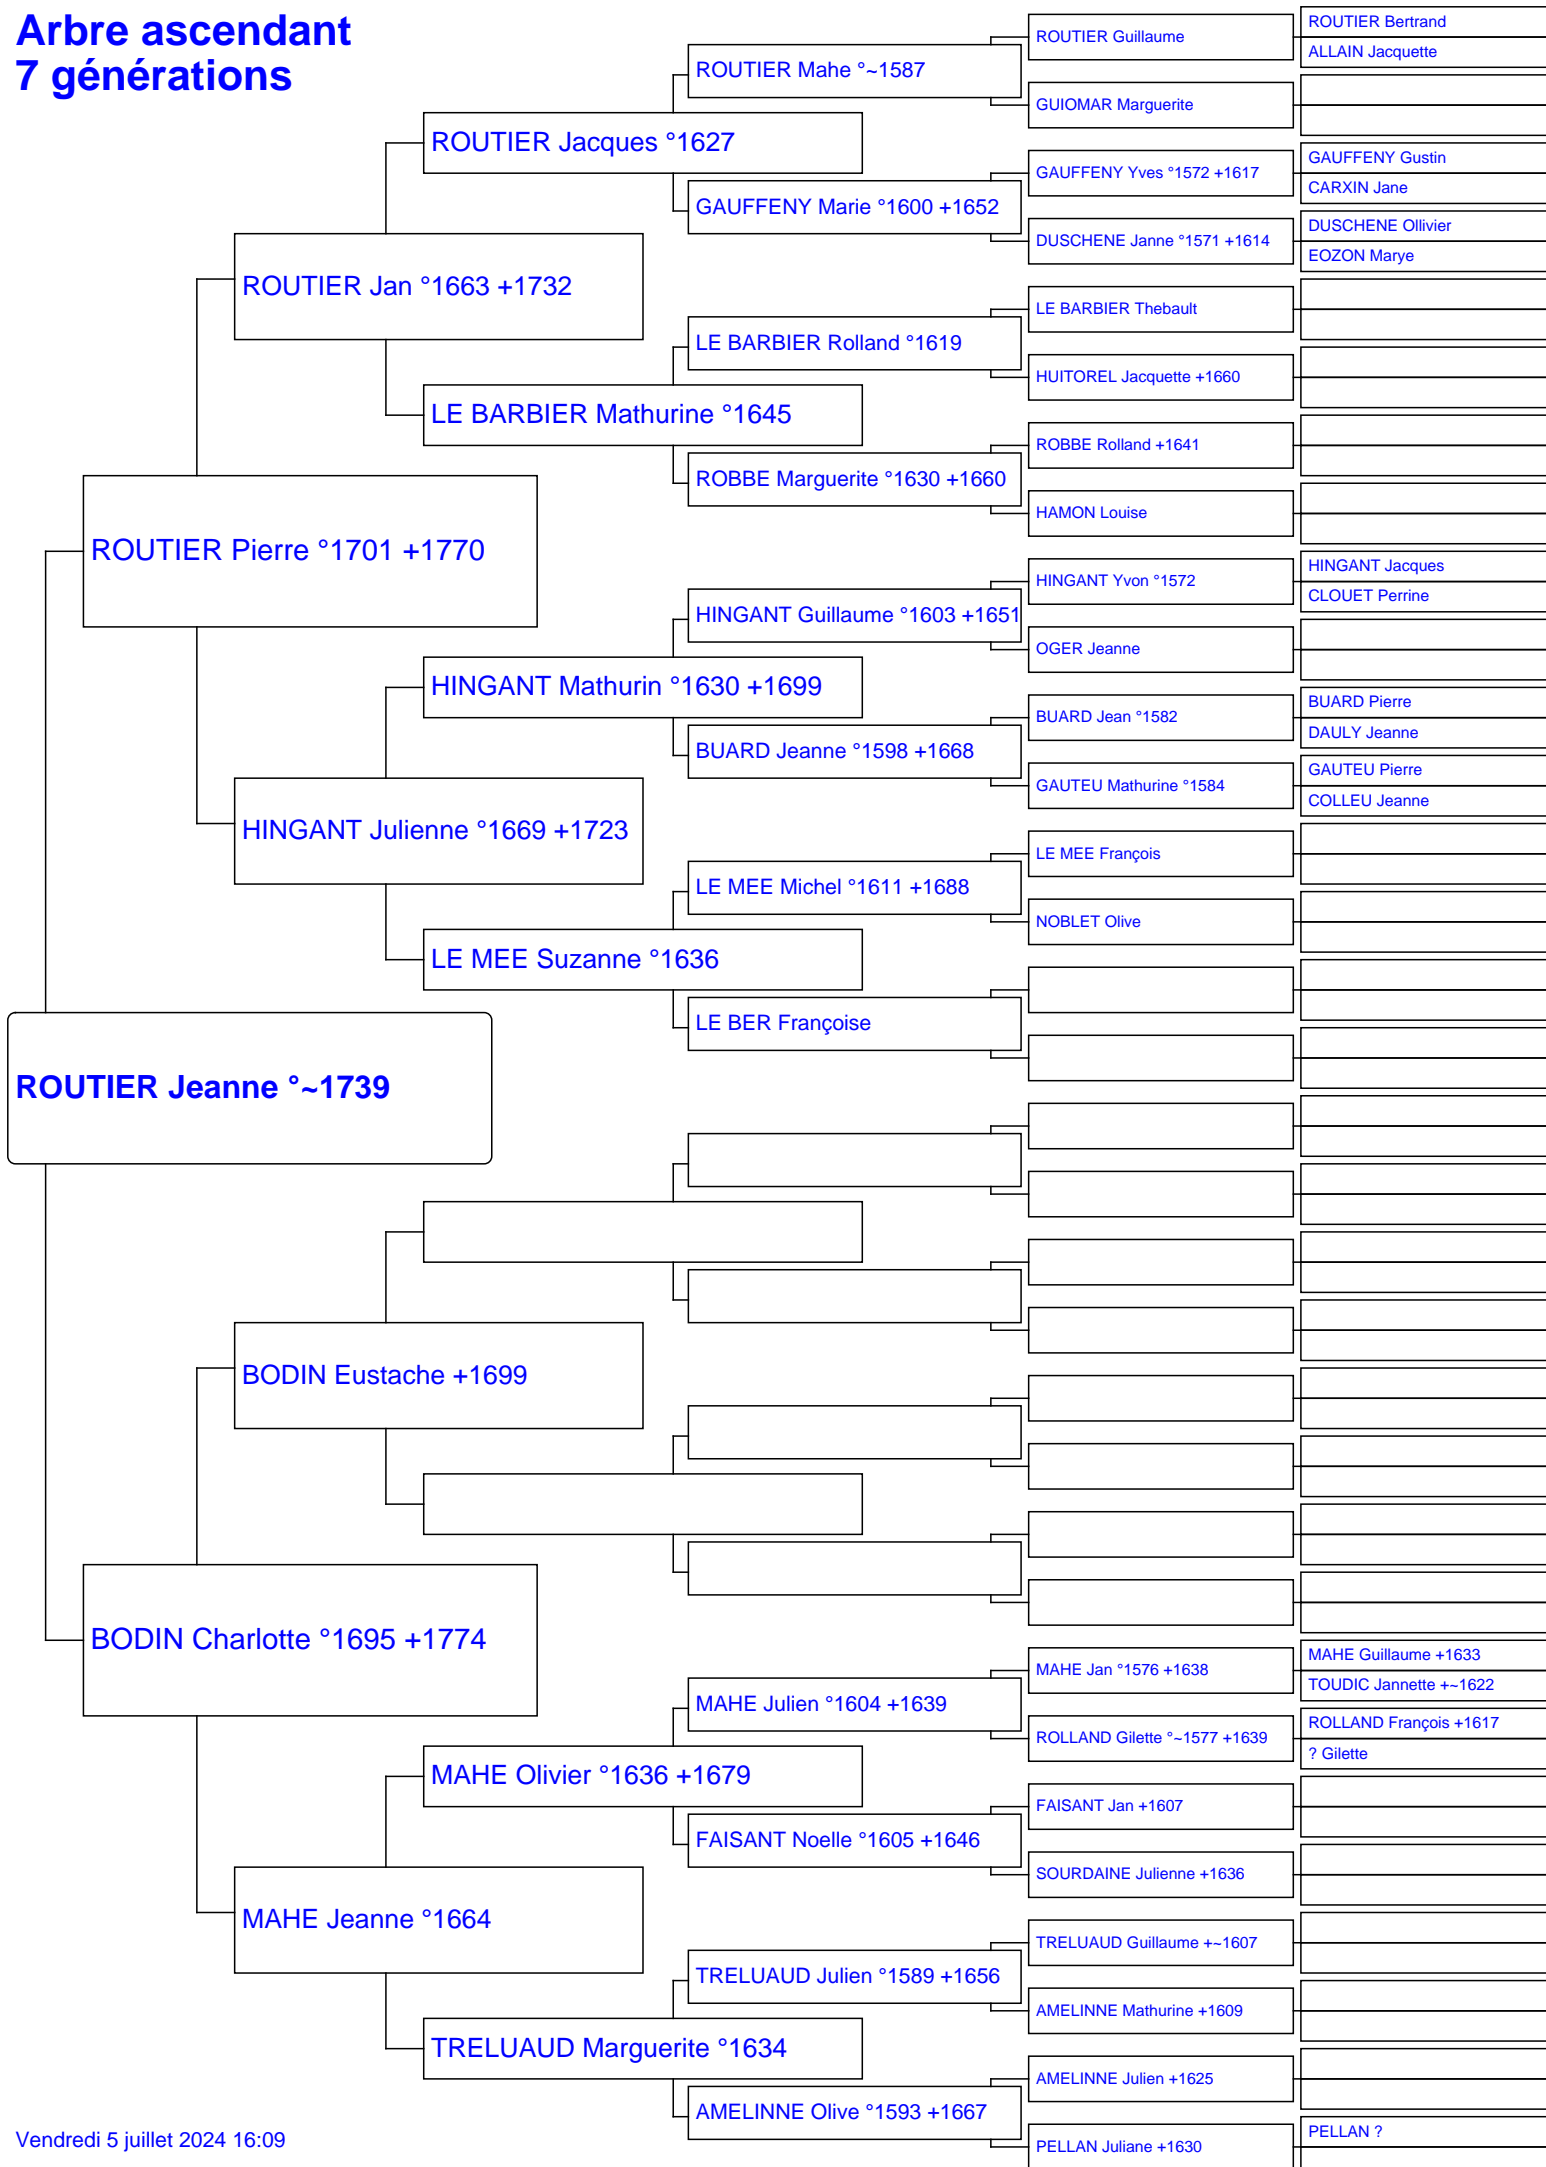 Arbre ascendant
7 générations
ROUTIER Jeanne °~1739
ROUTIER Pierre °1701 +1770
BODIN Charlotte °1695 +1774
ROUTIER Jan °1663 +1732
HINGANT Julienne °1669 +1723
BODIN Eustache +1699
MAHE Jeanne °1664
ROUTIER Jacques °1627
LE BARBIER Mathurine °1645
HINGANT Mathurin °1630 +1699
LE MEE Suzanne °1636
MAHE Olivier °1636 +1679
TRELUAUD Marguerite °1634
ROUTIER Mahe °~1587
GAUFFENY Marie °1600 +1652
LE BARBIER Rolland °1619
ROBBE Marguerite °1630 +1660
HINGANT Guillaume °1603 +1651
BUARD Jeanne °1598 +1668
LE MEE Michel °1611 +1688
LE BER Françoise
MAHE Julien °1604 +1639
FAISANT Noelle °1605 +1646
TRELUAUD Julien °1589 +1656
AMELINNE Olive °1593 +1667
ROUTIER Guillaume
GUIOMAR Marguerite
GAUFFENY Yves °1572 +1617
DUSCHENE Janne °1571 +1614
LE BARBIER Thebault
HUITOREL Jacquette +1660
ROBBE Rolland +1641
HAMON Louise
HINGANT Yvon °1572
OGER Jeanne
BUARD Jean °1582
GAUTEU Mathurine °1584
LE MEE François
NOBLET Olive
MAHE Jan °1576 +1638
ROLLAND Gilette °~1577 +1639
FAISANT Jan +1607
SOURDAINE Julienne +1636
TRELUAUD Guillaume +~1607
AMELINNE Mathurine +1609
AMELINNE Julien +1625
PELLAN Juliane +1630
ROUTIER Bertrand
ALLAIN Jacquette
GAUFFENY Gustin
CARXIN Jane
DUSCHENE Ollivier
EOZON Marye
HINGANT Jacques
CLOUET Perrine
BUARD Pierre
DAULY Jeanne
GAUTEU Pierre
COLLEU Jeanne
MAHE Guillaume +1633
TOUDIC Jannette +~1622
ROLLAND François +1617
? Gilette
PELLAN ?
Vendredi 5 juillet 2024 16:09